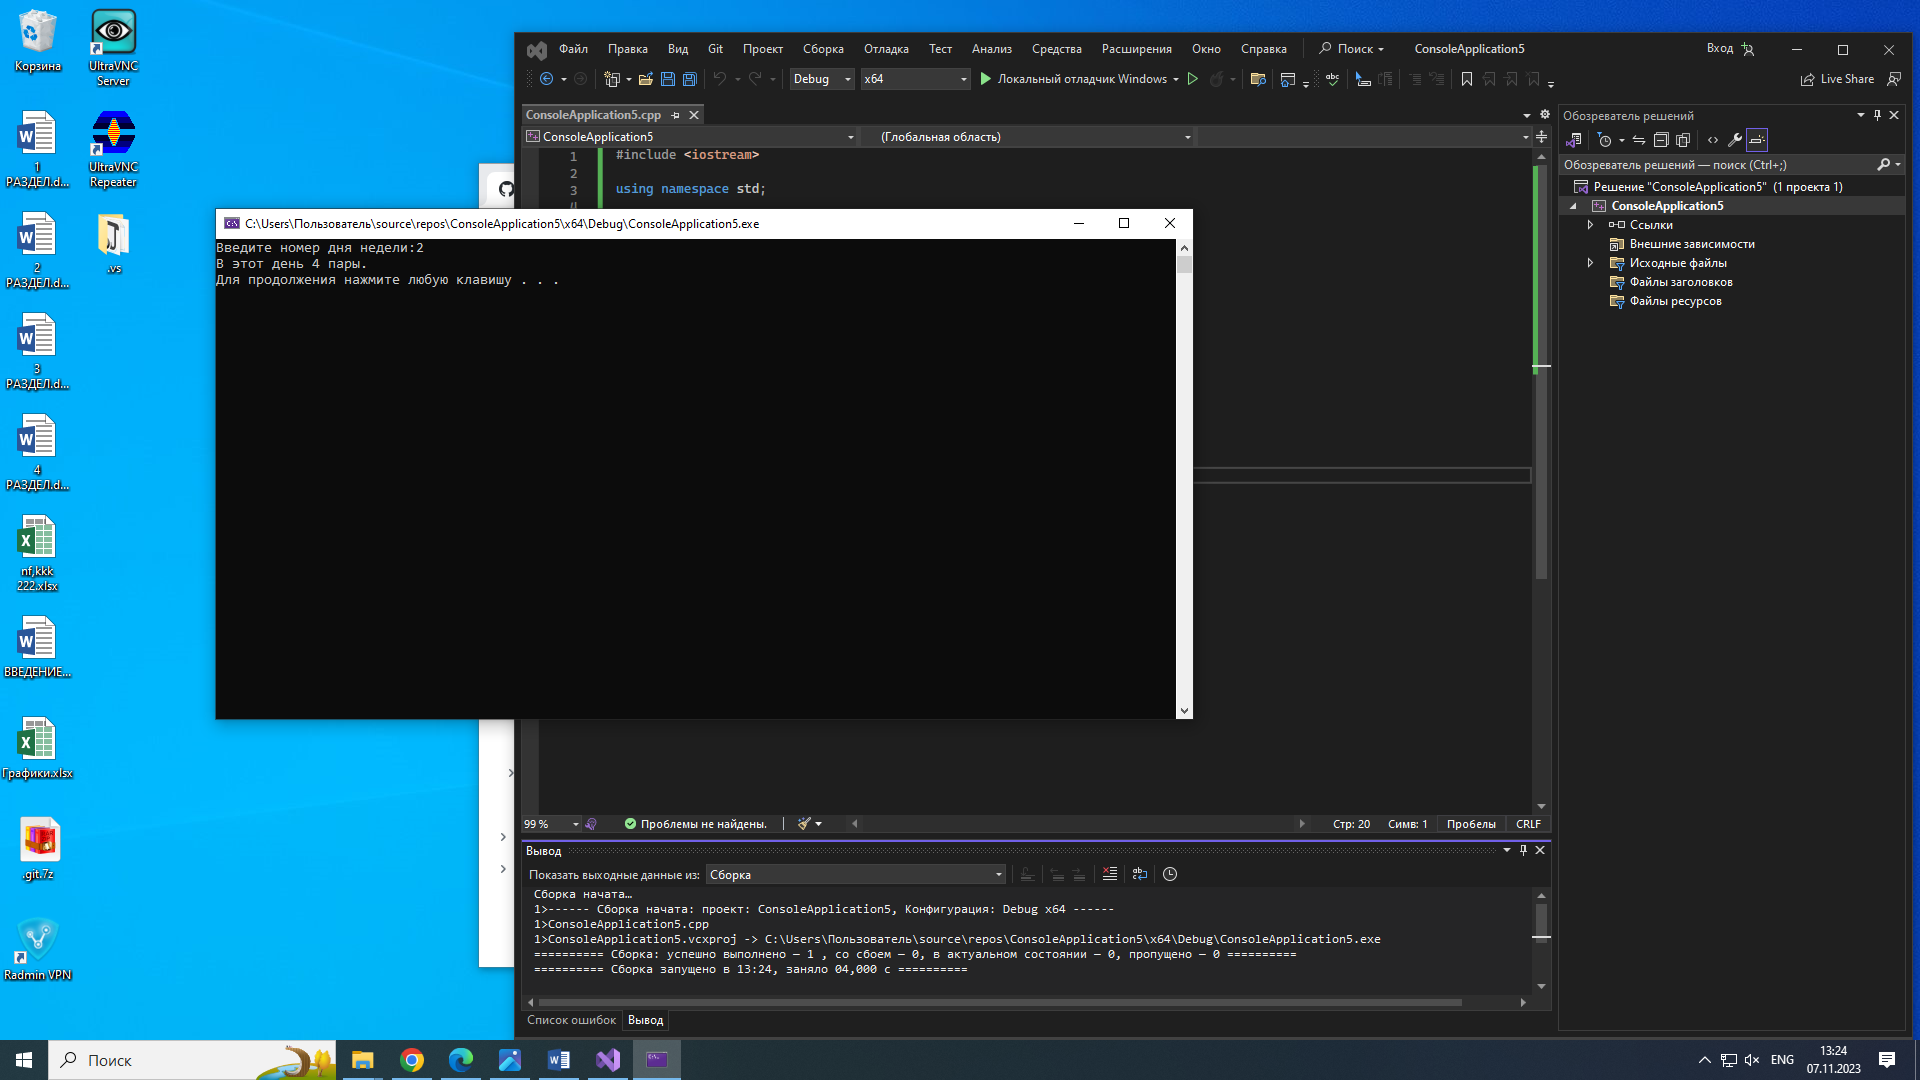 Корзина
UltraVNC Server
1 РАЗДЕЛ.d...
UltraVNC Repeater
2 РАЗДЕЛ.d...
.vs
3 РАЗДЕЛ.d...
4 РАЗДЕЛ.d...
nf,kkk 222.xlsx
ВВЕДЕНИЕ...
Графики.xlsx
.git.7z
Radmin VPN
Файл Правка Вид Git Проект Сборка Отладка Тест Анализ Средства Расширения Окно Справка Поиск ConsoleApplication5 Вход
Debug x64 Локальный отладчик Windows Live Share
ConsoleApplication5.cpp
ConsoleApplication5 (Глобальная область)
1 #include <iostream>
2
3 using namespace std;
C:\Users\Пользователь\source\repos\ConsoleApplication5\x64\Debug\ConsoleApplication5.exe
Введите номер дня недели:2
В этот день 4 пары.
Для продолжения нажмите любую клавишу . . .
Обозреватель решений
Обозреватель решений — поиск (Ctrl+;)
Решение "ConsoleApplication5" (1 проекта 1)
ConsoleApplication5
Ссылки
Внешние зависимости
Исходные файлы
Файлы заголовков
Файлы ресурсов
99 % Проблемы не найдены. Стр: 20 Симв: 1 Пробелы CRLF
Вывод
Показать выходные данные из: Сборка
Сборка начата…
1>------ Сборка начата: проект: ConsoleApplication5, Конфигурация: Debug x64 ------
1>ConsoleApplication5.cpp
1>ConsoleApplication5.vcxproj -> C:\Users\Пользователь\source\repos\ConsoleApplication5\x64\Debug\ConsoleApplication5.exe
========== Сборка: успешно выполнено — 1 , со сбоем — 0, в актуальном состоянии — 0, пропущено — 0 ==========
========== Сборка запущено в 13:24, заняло 04,000 с ==========
Список ошибок Вывод
Поиск
ENG
13:24
07.11.2023